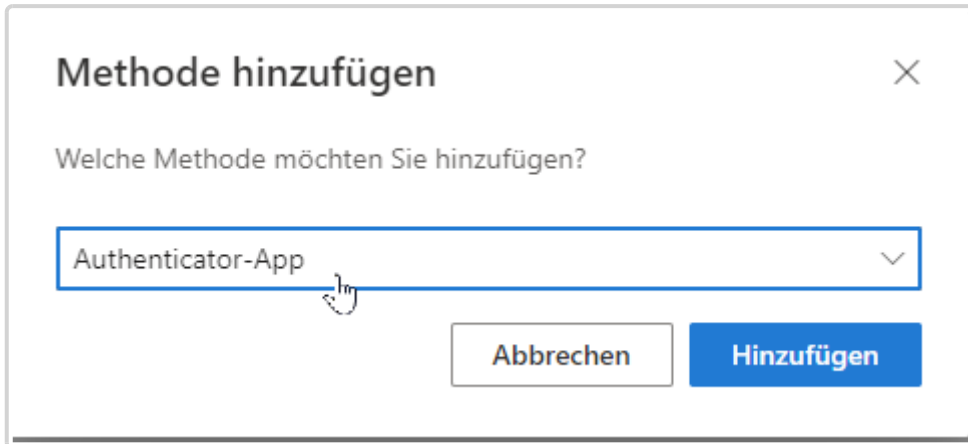 Methode hinzufügen
Welche Methode möchten Sie hinzufügen?
Authenticator-App
Abbrechen
Hinzufügen